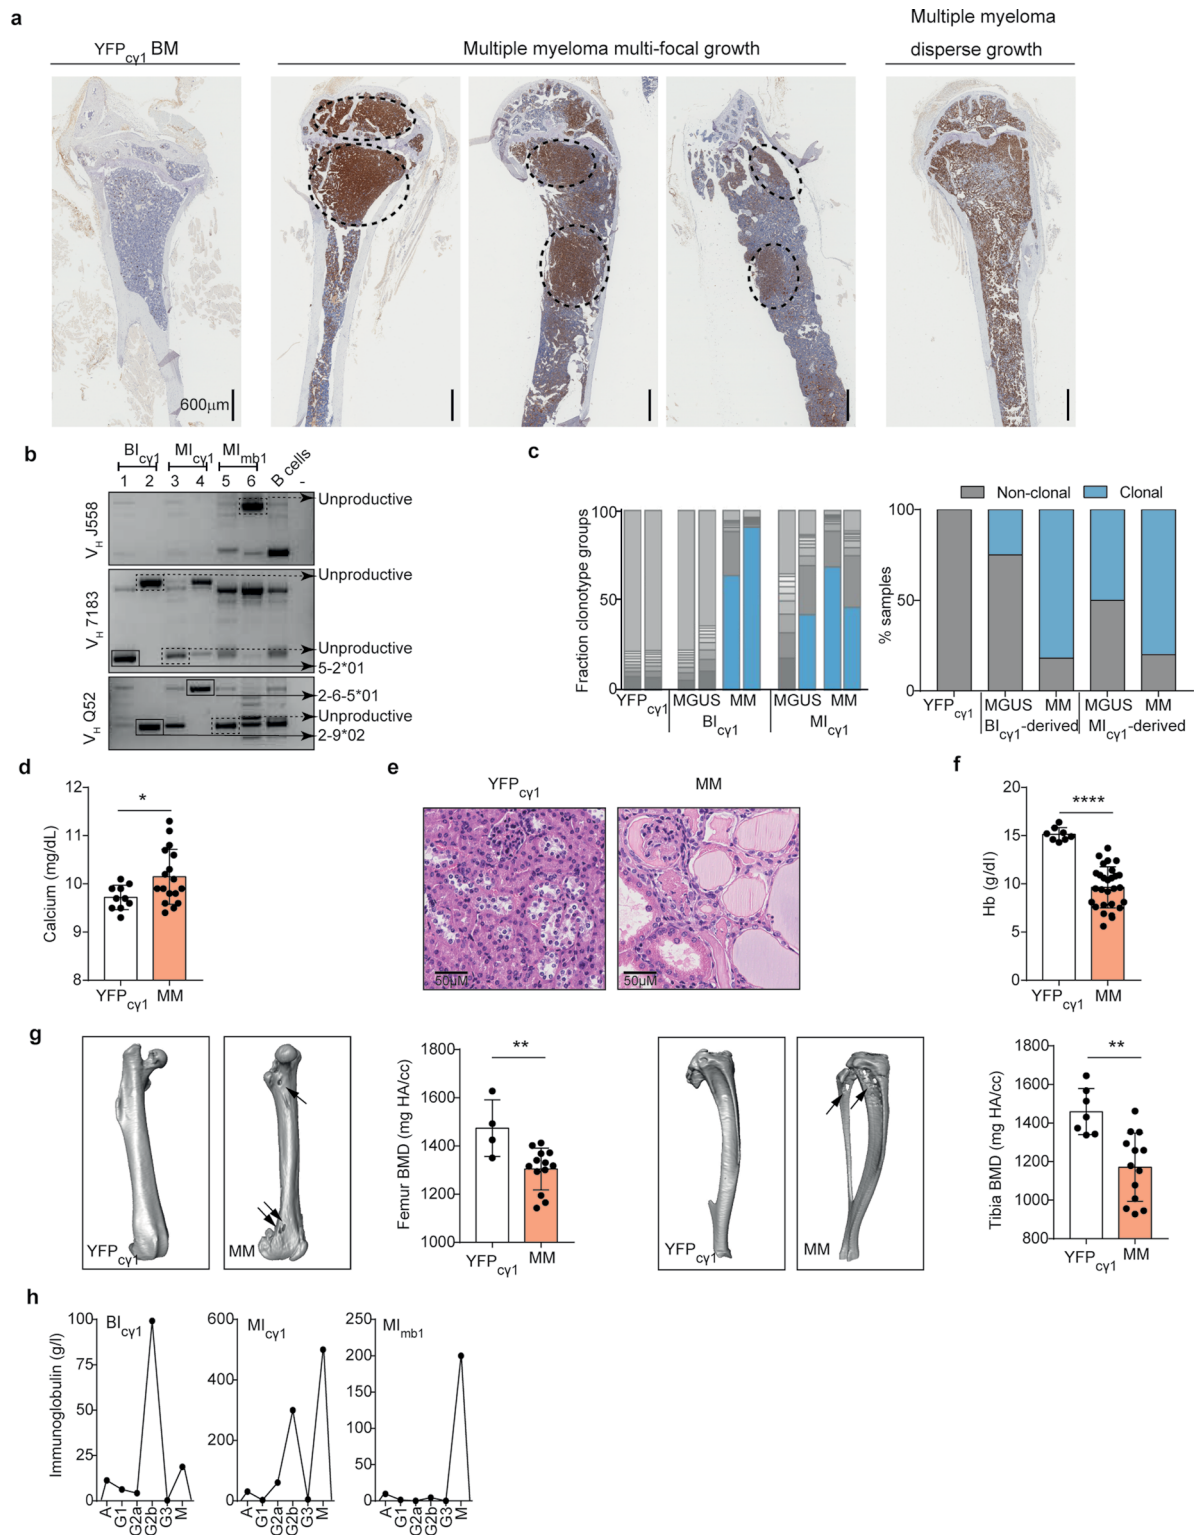 a
YFPcγ1 BM
Multiple myeloma multi-focal growth
Multiple myeloma
disperse growth
600μm
b
BIcγ1 MIcγ1 MImb1
1 2 3 4 5 6 B cells -
VH J558
Unproductive
VH 7183
Unproductive
Unproductive
5-2*01
VH Q52
2-6-5*01
Unproductive
2-9*02
c
Non-clonal Clonal
Fraction clonotype groups
100
50
0
YFPcγ1 MGUS MM MGUS MM
BIcγ1 MIcγ1
% samples
100
50
0
YFPcγ1 MGUS MM MGUS MM
BIcγ1-derived MIcγ1-derived
d
Calcium (mg/dL)
12
11
10
9
8
*
YFPcγ1 MM
e
YFPcγ1 MM
50μM 50μM
f
Hb (g/dl)
20
15
10
5
0
****
YFPcγ1 MM
g
YFPcγ1 MM
Femur BMD (mg HA/cc)
1800
1600
1400
1200
1000
**
YFPcγ1 MM
YFPcγ1 MM
Tibia BMD (mg HA/cc)
1800
1600
1400
1200
1000
800
**
YFPcγ1 MM
h
Immunoglobulin (g/l)
BIcγ1
100
75
50
25
0
A G1 G2a G2b G3 M
MIcγ1
600
400
200
0
A G1 G2a G2b G3 M
MImb1
250
200
150
100
50
0
A G1 G2a G2b G3 M